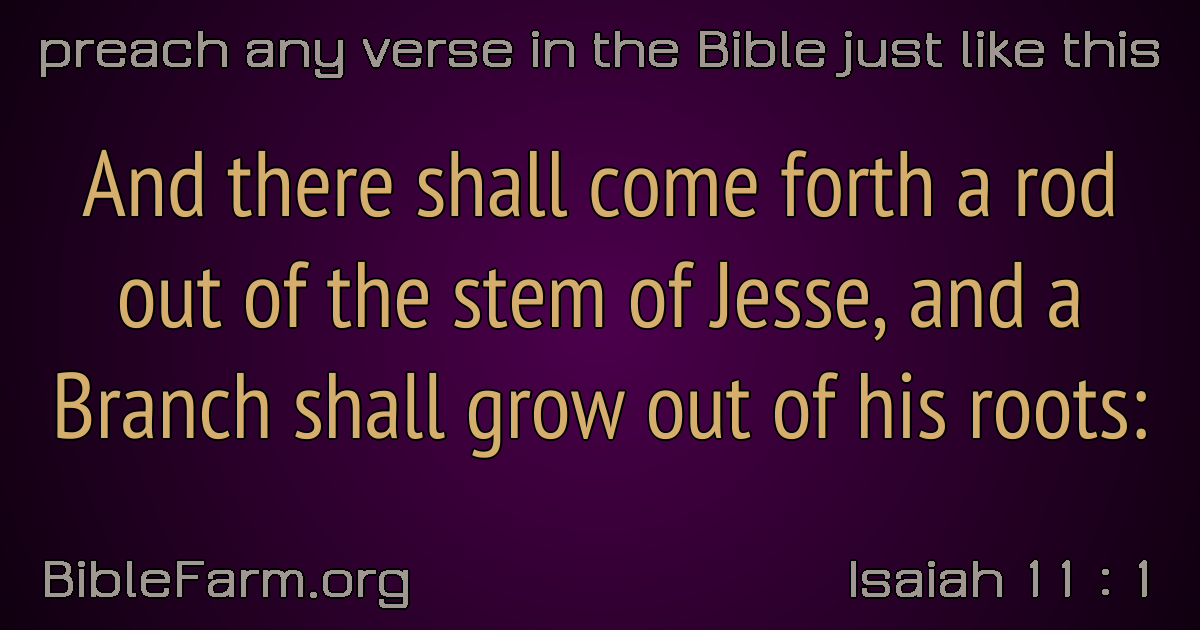 preach any verse in the Bible just like this
And there shall come forth a rod
out of the stem of Jesse, and a
Branch shall grow out of his roots:
BibleFarm.org
Isaiah 11 : 1